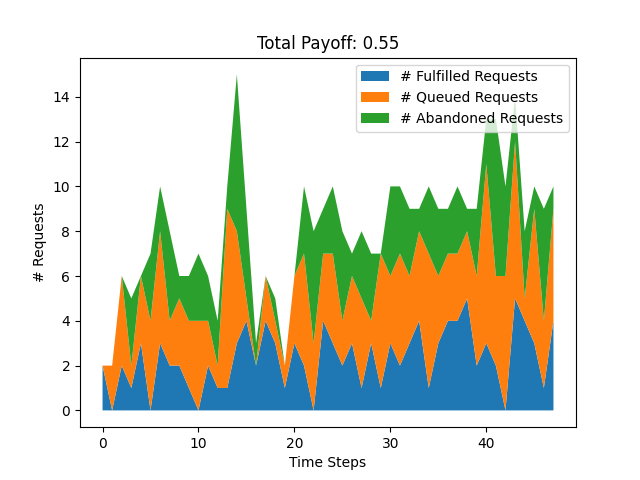 Total Payoff: 0.55
# Fulfilled Requests
# Queued Requests
# Abandoned Requests
# Requests
14
12
10
8
6
4
2
0
0 10 20 30 40
Time Steps